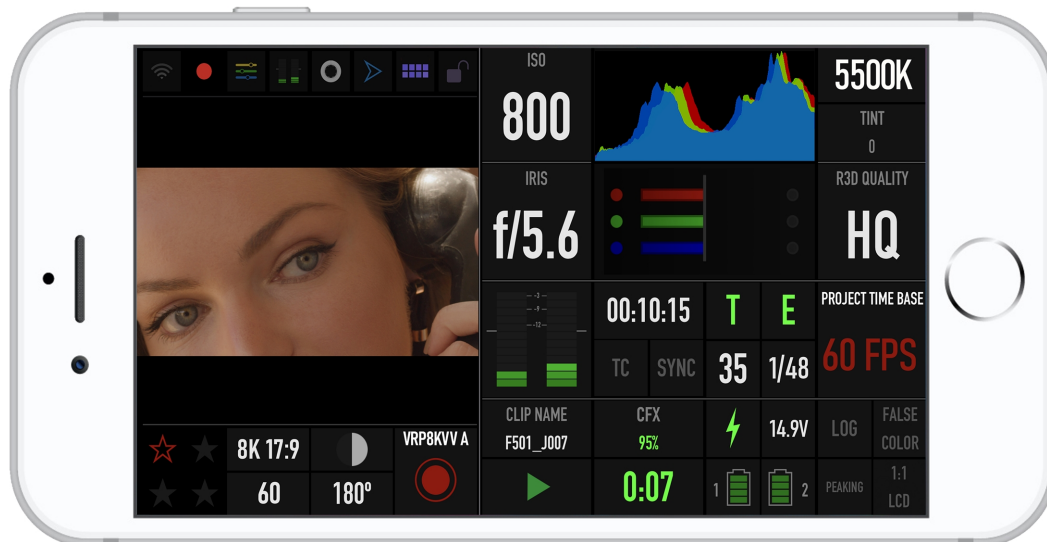 ISO
800
5500K
TINT
0
IRIS
f/5.6
R3D QUALITY
HQ
-3-
-9-
-12-
00:10:15
T
E
PROJECT TIME BASE
60 FPS
TC
SYNC
35
1/48
CLIP NAME
F501_J007
CFX
95%
14.9V
LOG
FALSE
COLOR
8K 17:9
VRP8KVV A
60
180º
0:07
1
2
PEAKING
1:1
LCD